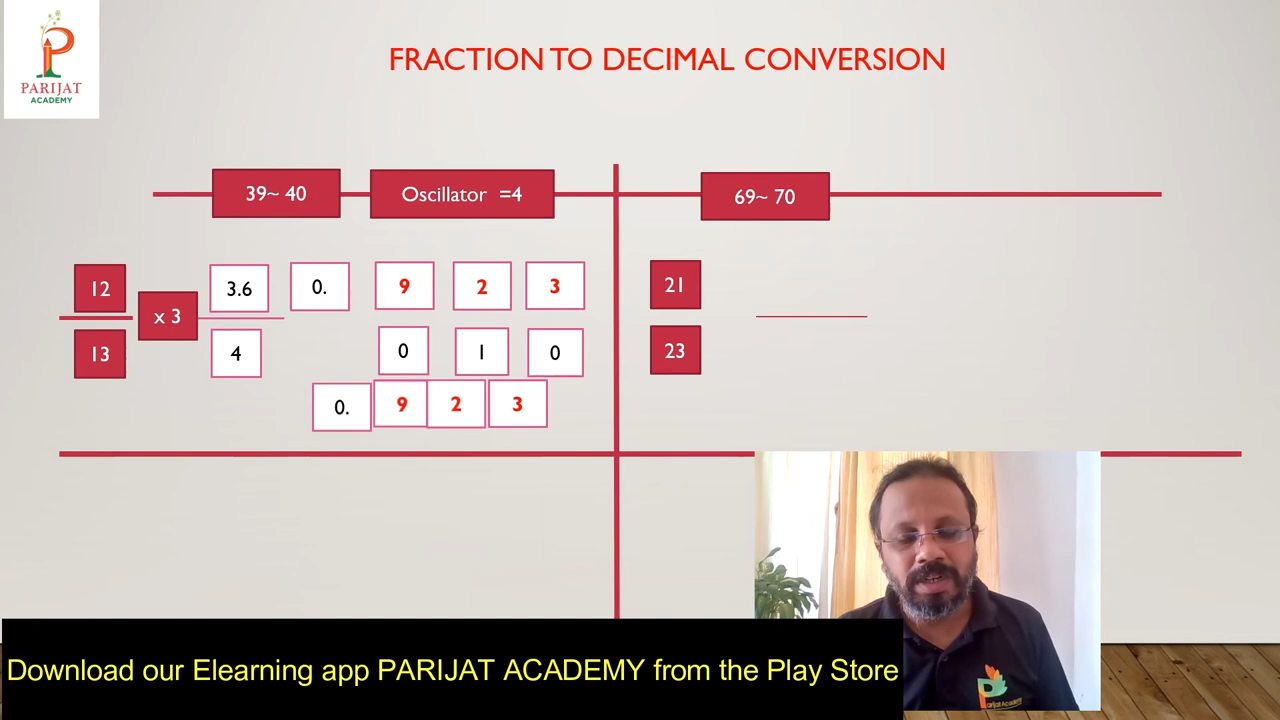 PARIJAT
ACADEMY
FRACTION TO DECIMAL CONVERSION
39~ 40
Oscillator =4
69~ 70
12
13
x 3
3.6
4
0. 9 2 3
0 1 0
0. 9 2 3
21
23
Parijat Academy
Download our Elearning app PARIJAT ACADEMY from the Play Store